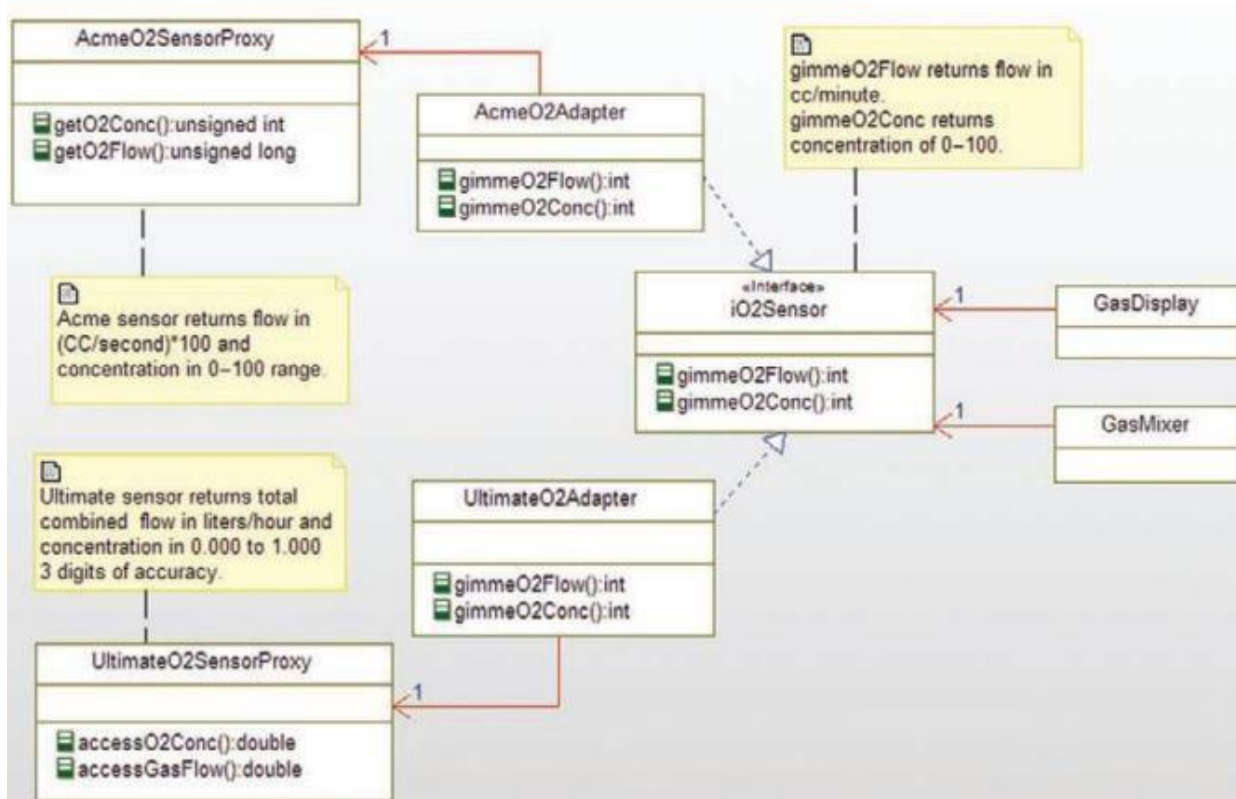 AcmeO2SensorProxy
getO2Conc():unsigned int
getO2Flow():unsigned long
1
AcmeO2Adapter
gimmeO2Flow():int
gimmeO2Conc():int
gimmeO2Flow returns flow in
cc/minute.
gimmeO2Conc returns
concentration of 0–100.
Acme sensor returns flow in
(CC/second)*100 and
concentration in 0–100 range.
«Interface»
iO2Sensor
gimmeO2Flow():int
gimmeO2Conc():int
1
GasDisplay
1
GasMixer
Ultimate sensor returns total
combined flow in liters/hour and
concentration in 0.000 to 1.000
3 digits of accuracy.
UltimateO2Adapter
gimmeO2Flow():int
gimmeO2Conc():int
UltimateO2SensorProxy
1
accessO2Conc():double
accessGasFlow():double